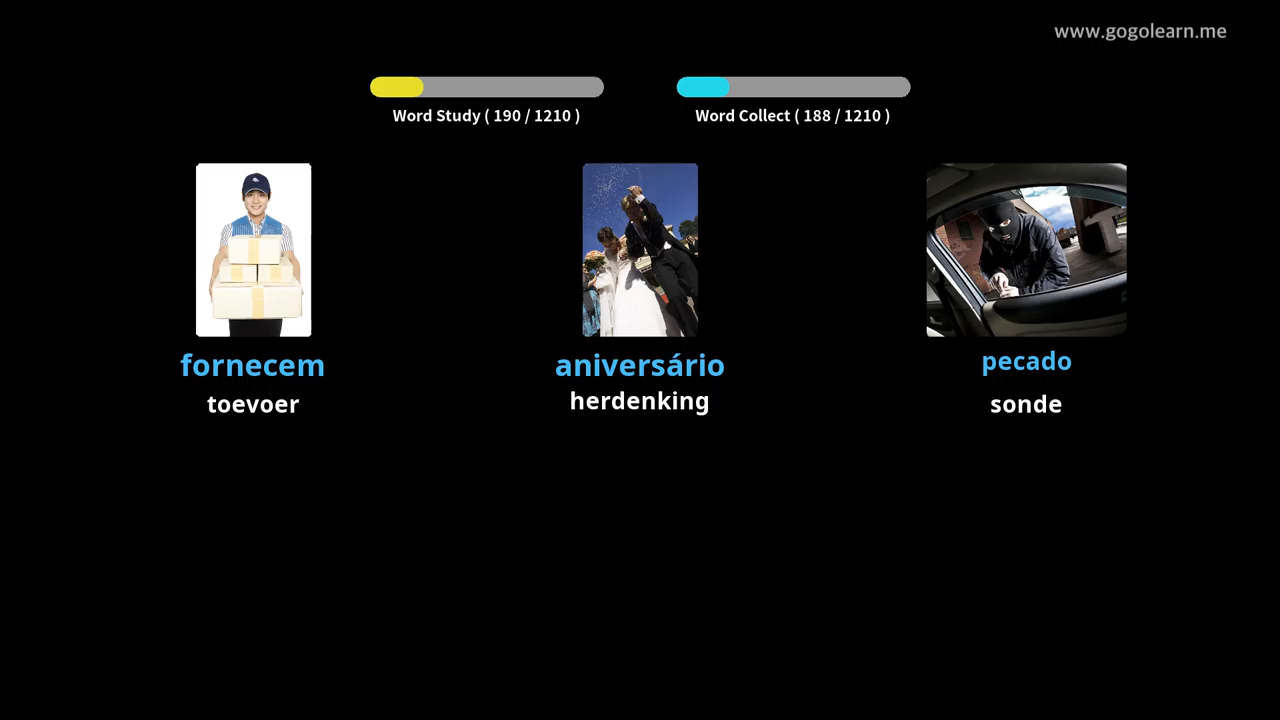 www.gogolearn.me
Word Study ( 190 / 1210 )
Word Collect ( 188 / 1210 )
fornecem
toevoer
aniversário
herdenking
pecado
sonde